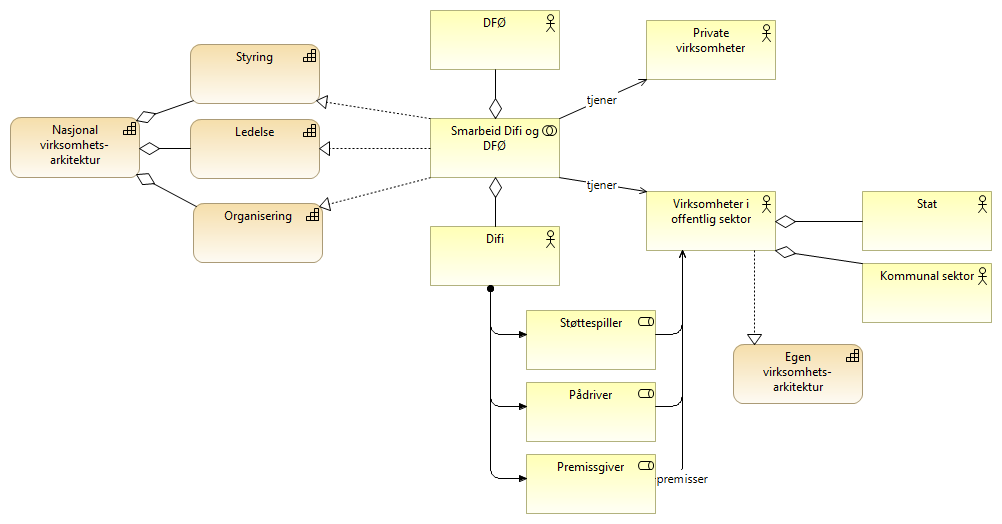 DFØ
Private
virksomheter
Styring
tjener
Nasjonal
virksomhets-
arkitektur
Ledelse
Smarbeid Difi og
DFØ
tjener
Organisering
Virksomheter i
offentlig sektor
Stat
Difi
Kommunal sektor
Støttespiller
Egen
virksomhets-
arkitektur
Pådriver
Premissgiver
premisser